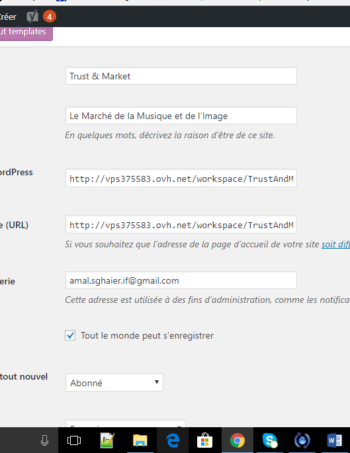 réer
4
ut templates
Trust & Market
Le Marché de la Musique et de l'Image
En quelques mots, décrivez la raison d'être de ce site.
ordPress
http://vps375583.ovh.net/workspace/TrustAndM
e (URL)
http://vps375583.ovh.net/workspace/TrustAndM
Si vous souhaitez que l'adresse de la page d'accueil de votre site soit diff
erie
amal.sghaier.if@gmail.com
Cette adresse est utilisée à des fins d'administration, comme les notifica
Tout le monde peut s'enregistrer
tout nouvel
Abonné